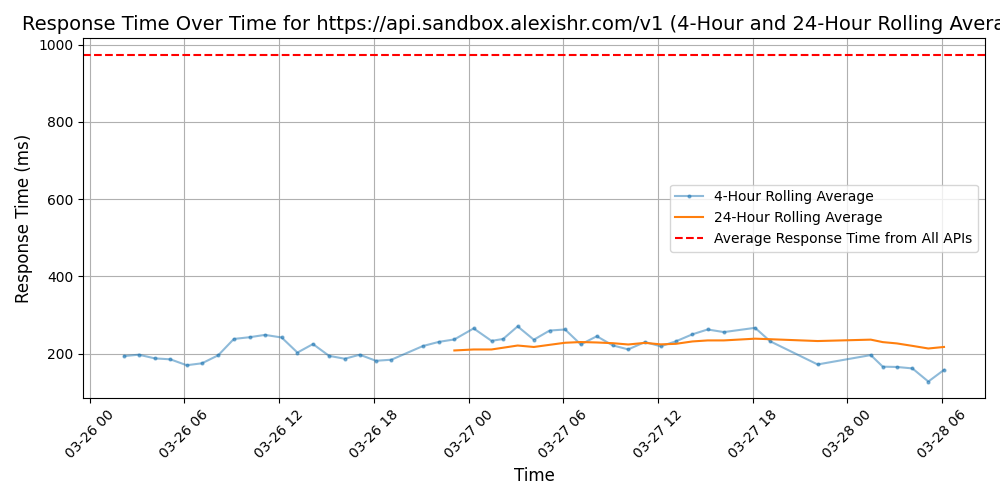 Response Time Over Time for https://api.sandbox.alexishr.com/v1 (4-Hour and 24-Hour Rolling Avera
1000
800
600
400
200
Response Time (ms)
4-Hour Rolling Average
24-Hour Rolling Average
Average Response Time from All APIs
03-26 00
03-26 06
03-26 12
03-26 18
03-27 00
03-27 06
03-27 12
03-27 18
03-28 00
03-28 06
Time